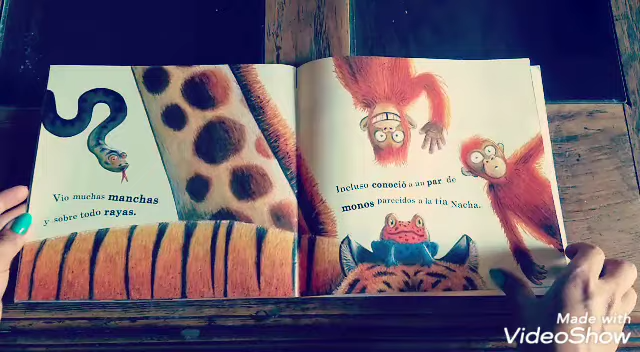 Vio muchas manchas
y sobre todo rayas.
Incluso conoció a un par de
monos parecidos a la tía Nacha.
Made with
VideoShow